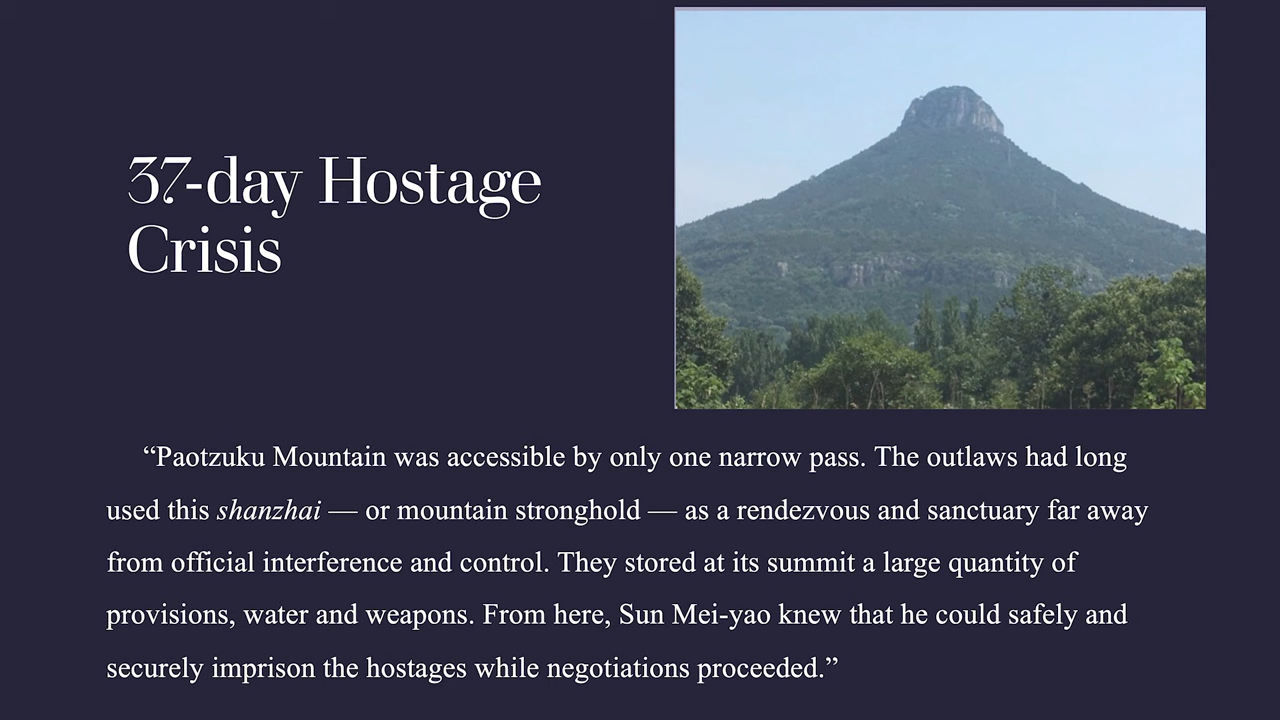 37-day Hostage
Crisis
“Paotzuku Mountain was accessible by only one narrow pass. The outlaws had long
used this shanzhai — or mountain stronghold — as a rendezvous and sanctuary far away
from official interference and control. They stored at its summit a large quantity of
provisions, water and weapons. From here, Sun Mei-yao knew that he could safely and
securely imprison the hostages while negotiations proceeded.”